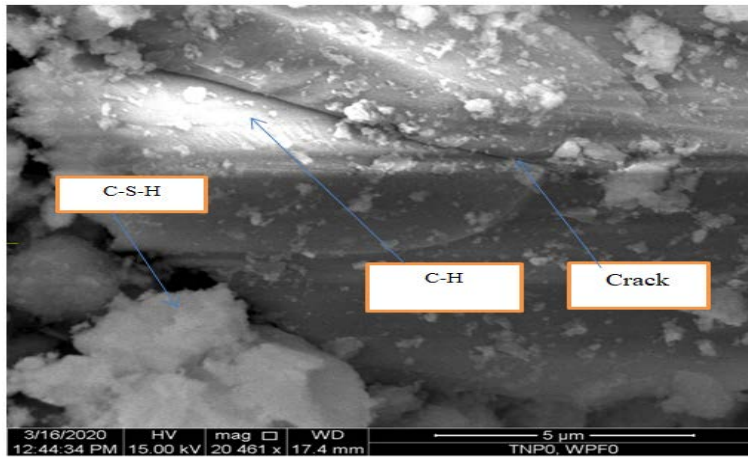 C-S-H
C-H
Crack
3/16/2020 HV mag WD 5 µm
12:44:34 PM 15.00 kV 20 461 x 17.4 mm TNP0, WPF0